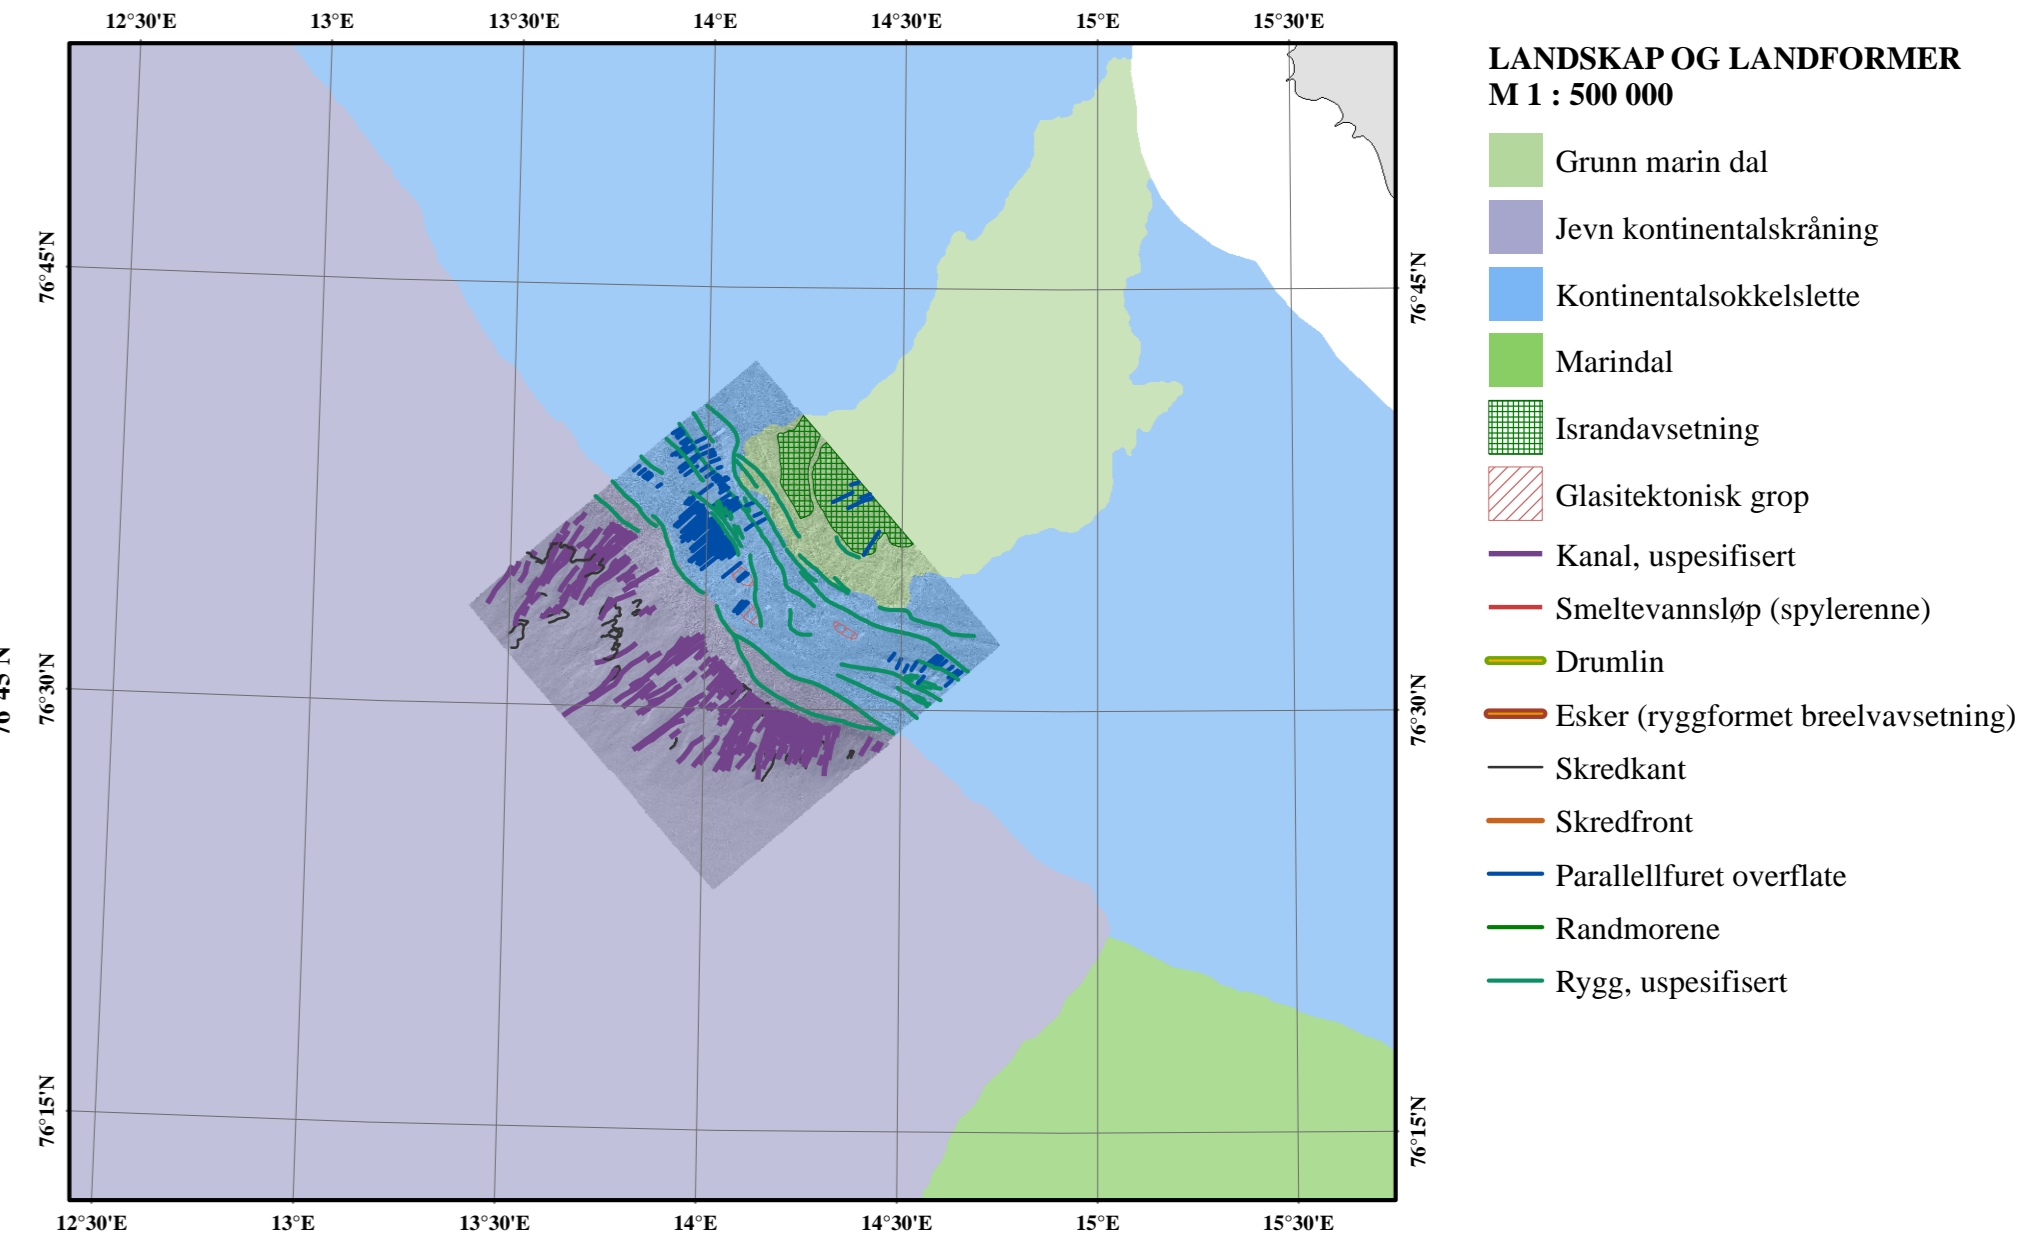 12°30'E 13°E 13°30'E 14°E 14°30'E 15°E 15°30'E
LANDSKAP OG LANDFORMER
M 1 : 500 000
Grunn marin dal
Jevn kontinentalskråning
Kontinentalsokkelslette
Marindal
Israndavsetning
Glasitektonisk grop
Kanal, uspesifisert
Smeltevannsløp (spylerenne)
Drumlin
Esker (ryggformet breelvavsetning)
Skredkant
Skredfront
Parallellfuret overflate
Randmorene
Rygg, uspesifisert
76°45'N
76°30'N
76°15'N
76°45'N
76°30'N
76°15'N
12°30'E 13°E 13°30'E 14°E 14°30'E 15°E 15°30'E